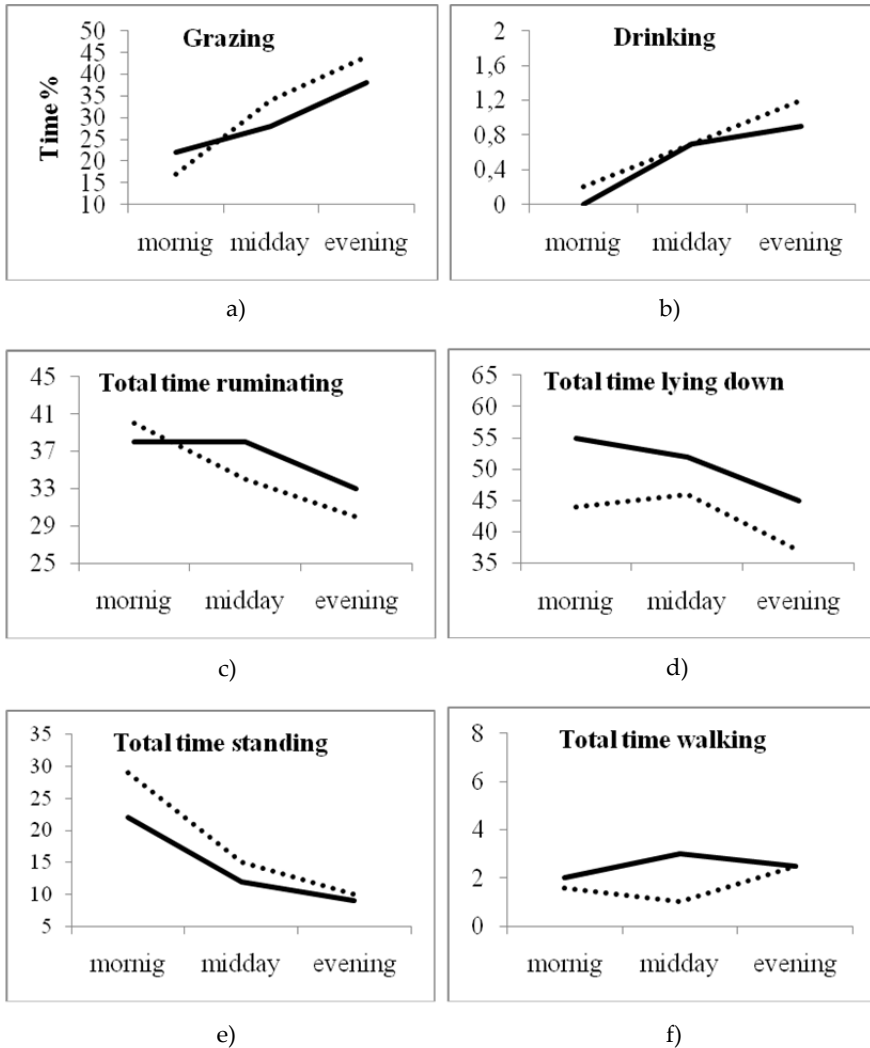 Grazing
Time %
50
45
40
35
30
25
20
15
10
mornig midday evening
a)
Drinking
2
1,6
1,2
0,8
0,4
0
mornig midday evening
b)
Total time ruminating
45
41
37
33
29
25
mornig midday evening
c)
Total time lying down
65
60
55
50
45
40
35
mornig midday evening
d)
Total time standing
35
30
25
20
15
10
5
mornig midday evening
e)
Total time walking
8
6
4
2
0
mornig midday evening
f)